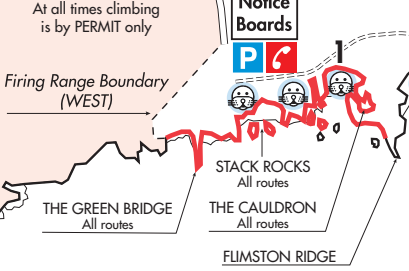 At all times climbing
is by PERMIT only
Notice
Boards
P
1
Firing Range Boundary
(WEST)
STACK ROCKS
All routes
THE GREEN BRIDGE
All routes
THE CAULDRON
All routes
FLIMSTON RIDGE